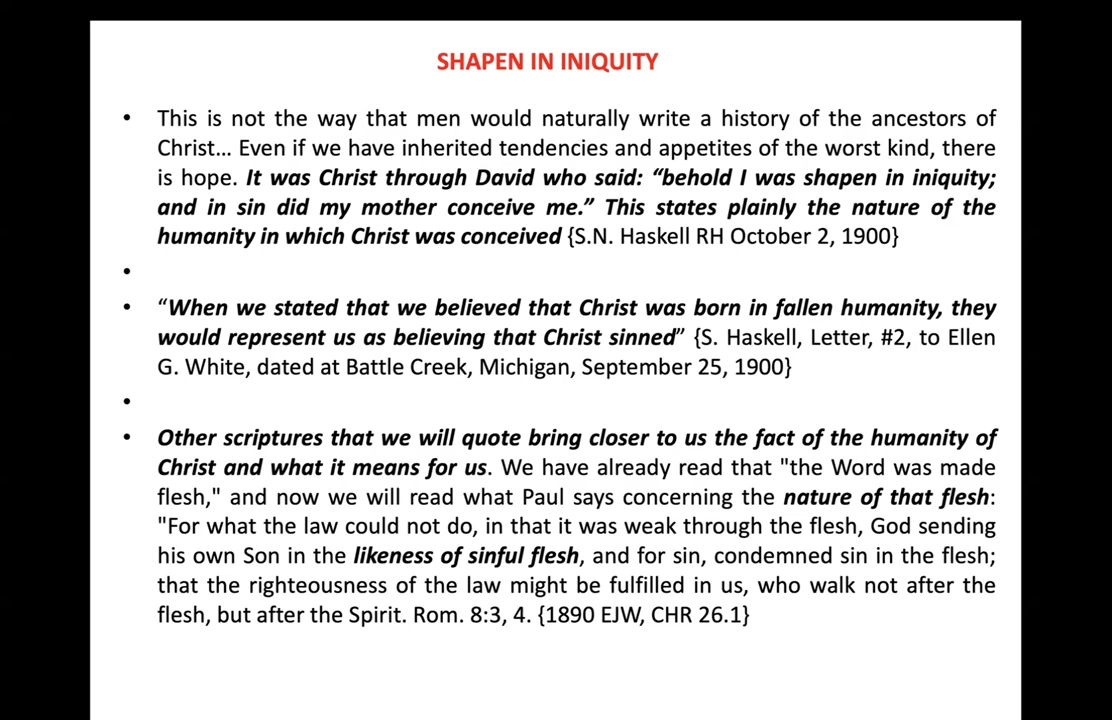 SHAPEN IN INIQUITY
• This is not the way that men would naturally write a history of the ancestors of
Christ... Even if we have inherited tendencies and appetites of the worst kind, there
is hope. It was Christ through David who said: “behold I was shapen in iniquity;
and in sin did my mother conceive me.” This states plainly the nature of the
humanity in which Christ was conceived {S.N. Haskell RH October 2, 1900}
•
• “When we stated that we believed that Christ was born in fallen humanity, they
would represent us as believing that Christ sinned” {S. Haskell, Letter, #2, to Ellen
G. White, dated at Battle Creek, Michigan, September 25, 1900}
•
• Other scriptures that we will quote bring closer to us the fact of the humanity of
Christ and what it means for us. We have already read that "the Word was made
flesh," and now we will read what Paul says concerning the nature of that flesh:
"For what the law could not do, in that it was weak through the flesh, God sending
his own Son in the likeness of sinful flesh, and for sin, condemned sin in the flesh;
that the righteousness of the law might be fulfilled in us, who walk not after the
flesh, but after the Spirit. Rom. 8:3, 4. {1890 EJW, CHR 26.1}